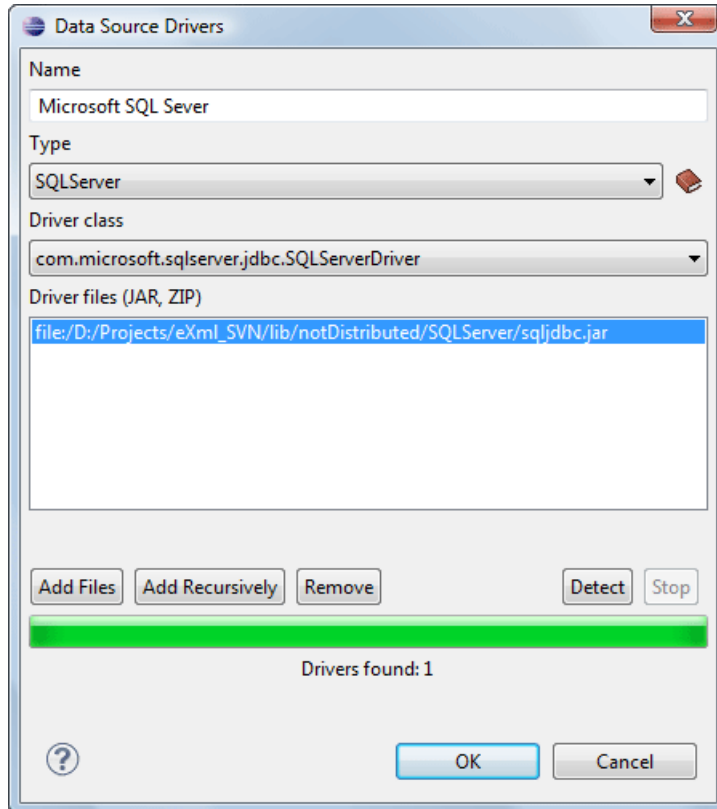 Data Source Drivers
Name
Microsoft SQL Sever
Type
SQLServer
Driver class
com.microsoft.sqlserver.jdbc.SQLServerDriver
Driver files (JAR, ZIP)
file:/D:/Projects/eXml_SVN/lib/notDistributed/SQLServer/sqljdbc.jar
Add Files Add Recursively Remove Detect Stop
Drivers found: 1
? OK Cancel